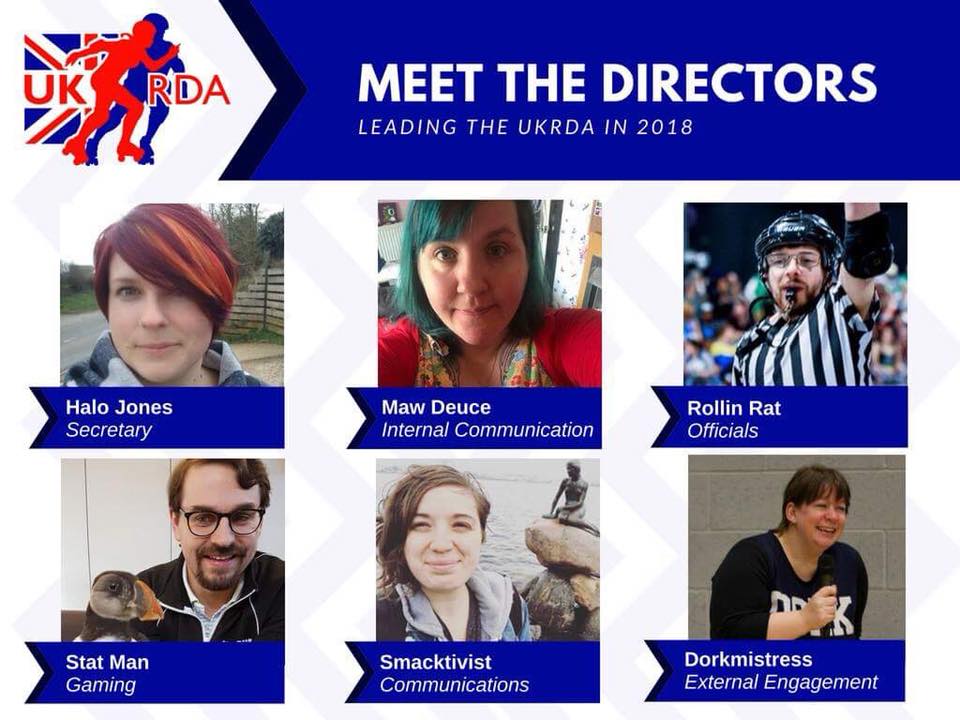 UK RDA
MEET THE DIRECTORS
LEADING THE UKRDA IN 2018
Halo Jones
Secretary
Maw Deuce
Internal Communication
Rollin Rat
Officials
Stat Man
Gaming
Smacktivist
Communications
Dorkmistress
External Engagement